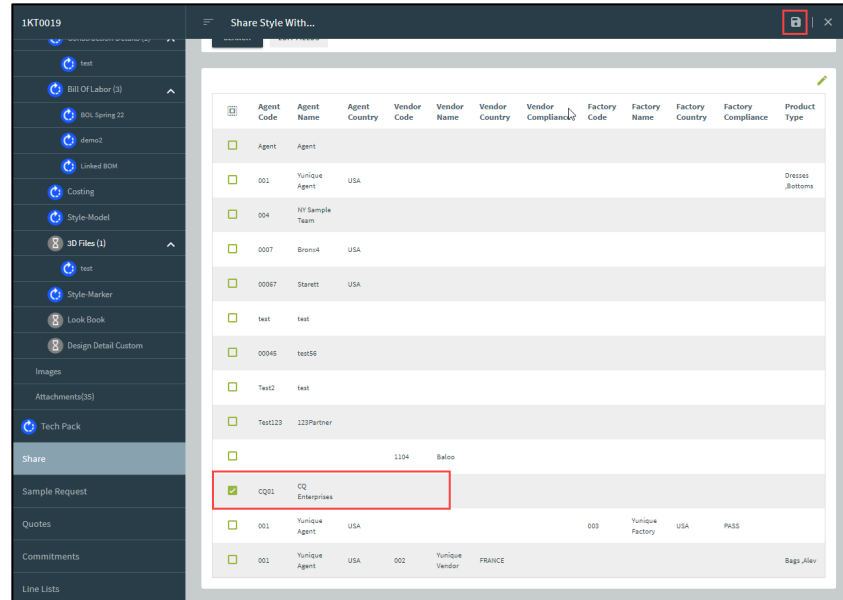 1KT0019
Share Style With...
test
Bill Of Labor (3)
BOL Spring 22
demo2
Linked BOM
Costing
Style-Model
3D Files (1)
test
Style-Marker
Look Book
Design Detail Custom
Images
Attachments(35)
Tech Pack
Share
Sample Request
Quotes
Commitments
Line Lists
Agent Code Agent Name Agent Country Vendor Code Vendor Name Vendor Country Vendor Compliance Factory Code Factory Name Factory Country Factory Compliance Product Type
Agent Agent
001 Yunique Agent USA Dresses ,Bottoms
004 NY Sample Team
0007 Bronx4 USA
00067 Starett USA
test test
00045 test56
Test2 test
Test123 123Partner
1104 Baloo
CQ01 CQ Enterprises
001 Yunique Agent USA 003 Yunique Factory USA PASS
001 Yunique Agent USA 002 Yunique Vendor FRANCE Bags ,Alev